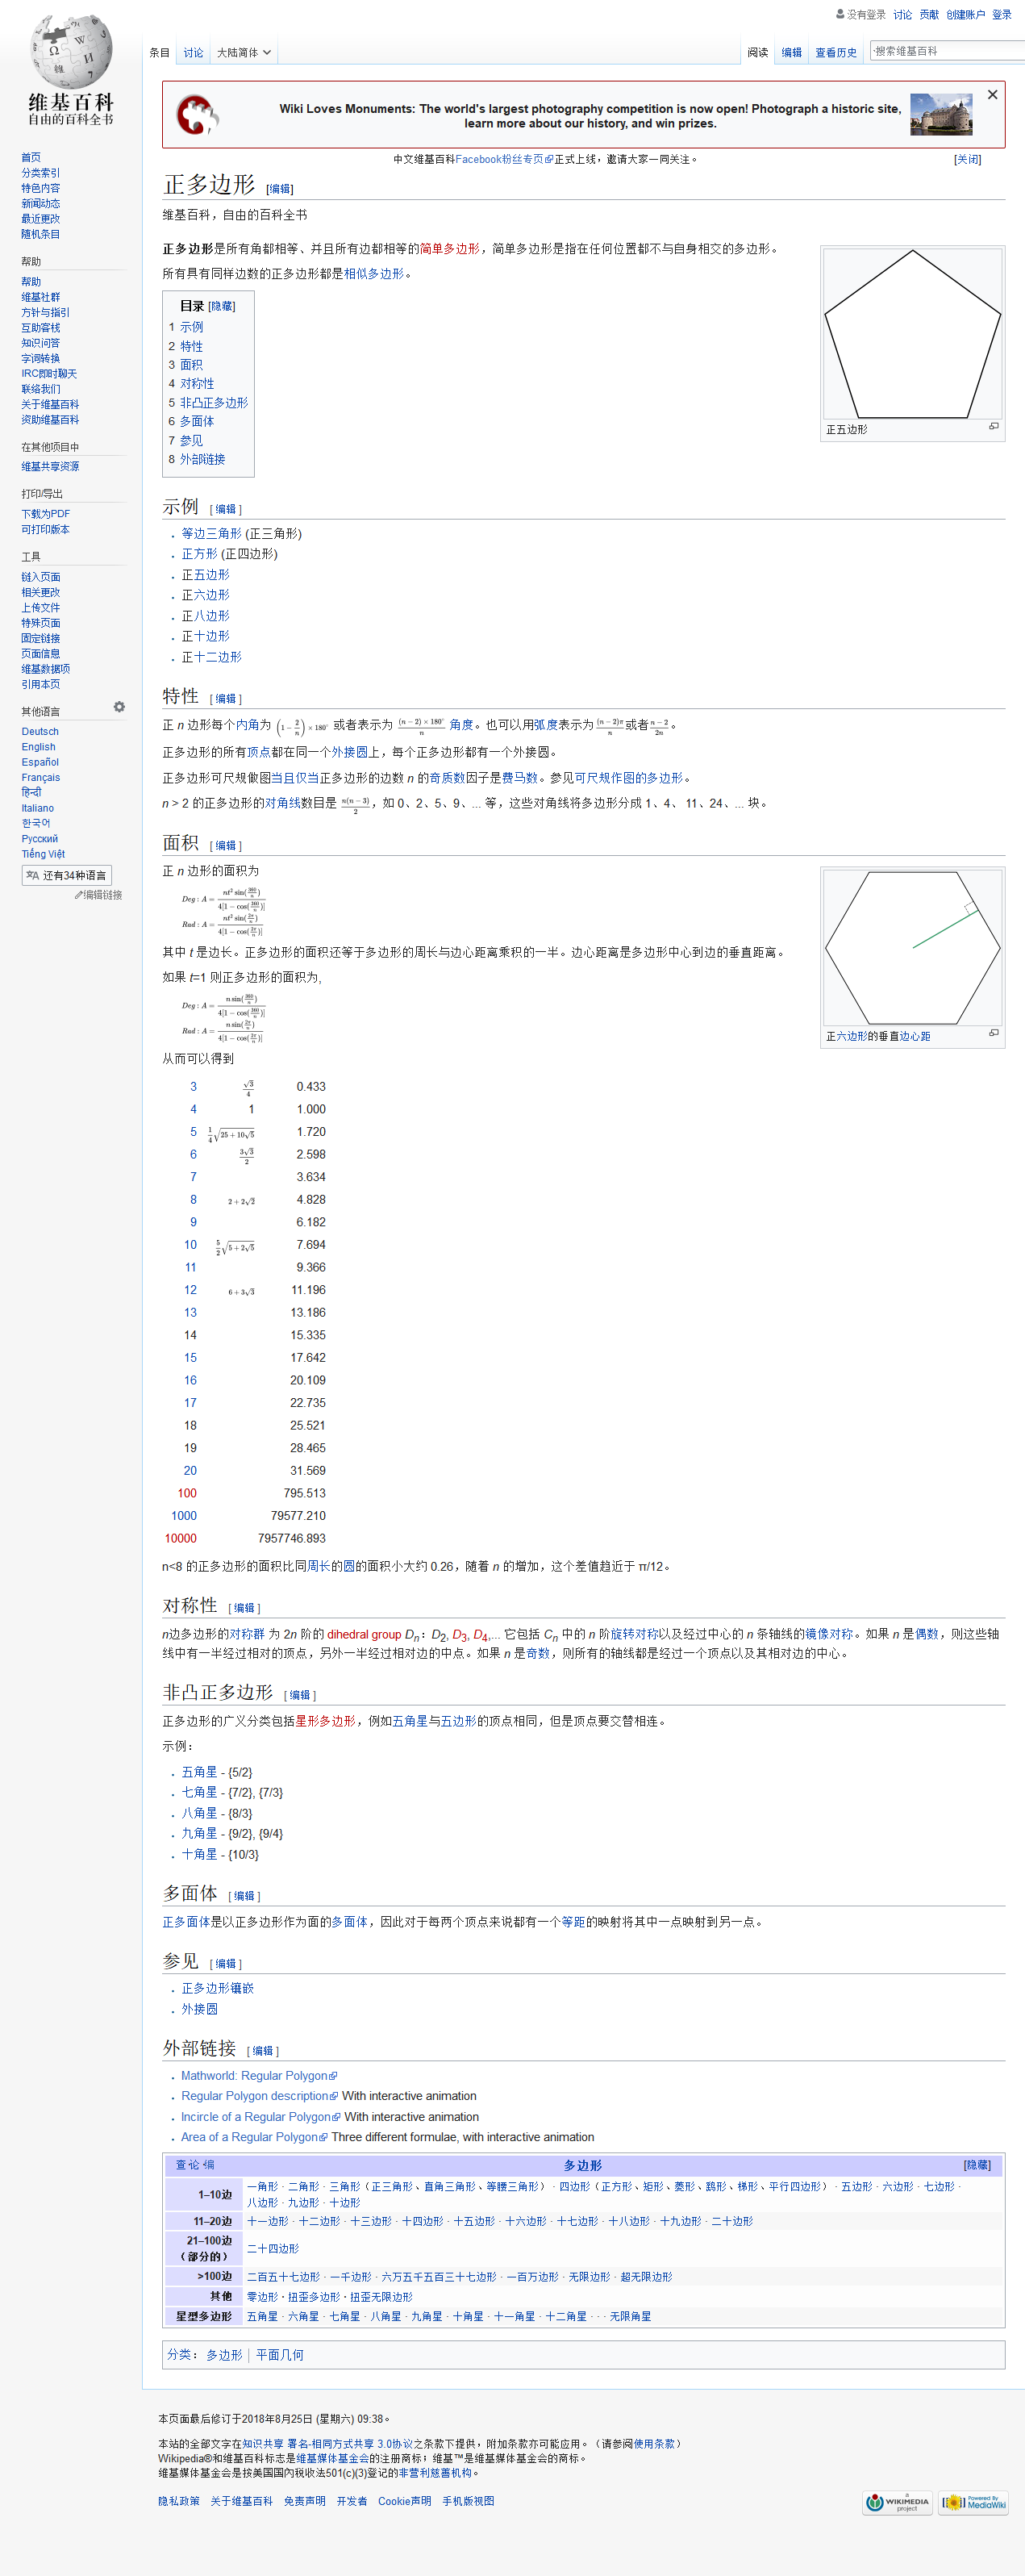 没有登录 讨论 贡献 创建账户 登录
条目 讨论 大陆简体 阅读 编辑 查看历史 搜索维基百科
维基百科
自由的百科全书
首页
分类索引
特色内容
新闻动态
最近更改
随机条目
帮助
帮助
维基社群
方针与指引
互助客栈
知识问答
字词转换
IRC即时聊天
联络我们
关于维基百科
资助维基百科
在其他项目中
维基共享资源
打印/导出
下载为PDF
可打印版本
工具
链入页面
相关更改
上传文件
特殊页面
固定链接
页面信息
维基数据项
引用本页
其他语言
Deutsch
English
Español
Français
हिन्दी
Italiano
한국어
Русский
Tiếng Việt
还有34种语言
编辑链接
Wiki Loves Monuments: The world's largest photography competition is now open! Photograph a historic site,
learn more about our history, and win prizes.
中文维基百科Facebook粉丝专页正式上线，邀请大家一同关注。 [关闭]
正多边形 [编辑]
维基百科，自由的百科全书
正多边形是所有角都相等、并且所有边都相等的简单多边形，简单多边形是指在任何位置都不与自身相交的多边形。
所有具有同样边数的正多边形都是相似多边形。
正五边形
目录 [隐藏]
1 示例
2 特性
3 面积
4 对称性
5 非凸正多边形
6 多面体
7 参见
8 外部链接
示例 [编辑]
等边三角形 (正三角形)
正方形 (正四边形)
正五边形
正六边形
正八边形
正十边形
正十二边形
特性 [编辑]
正 n 边形每个内角为 (1 − 2/n) × 180° 或者表示为 (n − 2) × 180°/n 角度。也可以用弧度表示为 (n−2)π/n 或者 n−2/2n。
正多边形的所有顶点都在同一个外接圆上，每个正多边形都有一个外接圆。
正多边形可尺规做图当且仅当正多边形的边数 n 的奇质数因子是费马数。参见可尺规作图的多边形。
n > 2 的正多边形的对角线数目是 n(n−3)/2，如 0、2、5、9、... 等，这些对角线将多边形分成 1、4、 11、24、... 块。
面积 [编辑]
正 n 边形的面积为
Deg : A = nt² sin(360/n) / 4[1 − cos(360/n)]
Rad : A = nt² sin(2π/n) / 4[1 − cos(2π/n)]
其中 t 是边长。正多边形的面积还等于多边形的周长与边心距离乘积的一半。边心距离是多边形中心到边的垂直距离。
如果 t=1 则正多边形的面积为,
Deg : A = n sin(360/n) / 4[1 − cos(360/n)]
Rad : A = n sin(2π/n) / 4[1 − cos(2π/n)]
正六边形的垂直边心距
从而可以得到
3 √3/4 0.433
4 1 1.000
5 1/4 √(25 + 10√5) 1.720
6 3√3/2 2.598
7 3.634
8 2 + 2√2 4.828
9 6.182
10 5/2 √(5 + 2√5) 7.694
11 9.366
12 6 + 3√3 11.196
13 13.186
14 15.335
15 17.642
16 20.109
17 22.735
18 25.521
19 28.465
20 31.569
100 795.513
1000 79577.210
10000 7957746.893
n<8 的正多边形的面积比同周长的圆的面积小大约 0.26，随着 n 的增加，这个差值趋近于 π/12。
对称性 [编辑]
n边多边形的对称群 为 2n 阶的 dihedral group Dn：D2, D3, D4,... 它包括 Cn 中的 n 阶旋转对称以及经过中心的 n 条轴线的镜像对称。如果 n 是偶数，则这些轴
线中有一半经过相对的顶点，另外一半经过相对边的中点。如果 n 是奇数，则所有的轴线都是经过一个顶点以及其相对边的中心。
非凸正多边形 [编辑]
正多边形的广义分类包括星形多边形，例如五角星与五边形的顶点相同，但是顶点要交替相连。
示例：
五角星 - {5/2}
七角星 - {7/2}, {7/3}
八角星 - {8/3}
九角星 - {9/2}, {9/4}
十角星 - {10/3}
多面体 [编辑]
正多面体是以正多边形作为面的多面体，因此对于每两个顶点来说都有一个等距的映射将其中一点映射到另一点。
参见 [编辑]
正多边形镶嵌
外接圆
外部链接 [编辑]
Mathworld: Regular Polygon
Regular Polygon description With interactive animation
Incircle of a Regular Polygon With interactive animation
Area of a Regular Polygon Three different formulae, with interactive animation
查·论·编 多边形 [隐藏]
1–10边 一角形 · 二角形 · 三角形（正三角形、直角三角形、等腰三角形） · 四边形（正方形、矩形、菱形、鹞形、梯形、平行四边形） · 五边形 · 六边形 · 七边形 ·
八边形 · 九边形 · 十边形
11–20边 十一边形 · 十二边形 · 十三边形 · 十四边形 · 十五边形 · 十六边形 · 十七边形 · 十八边形 · 十九边形 · 二十边形
21–100边
（部分的） 二十四边形
>100边 二百五十七边形 · 一千边形 · 六万五千五百三十七边形 · 一百万边形 · 无限边形 · 超无限边形
其他 零边形 · 扭歪多边形 · 扭歪无限边形
星型多边形 五角星 · 六角星 · 七角星 · 八角星 · 九角星 · 十角星 · 十一角星 · 十二角星 · · · 无限角星
分类： 多边形 | 平面几何
本页面最后修订于2018年8月25日 (星期六) 09:38。
本站的全部文字在知识共享 署名-相同方式共享 3.0协议之条款下提供，附加条款亦可能应用。（请参阅使用条款）
Wikipedia®和维基百科标志是维基媒体基金会的注册商标；维基™是维基媒体基金会的商标。
维基媒体基金会是按美国国内税收法501(c)(3)登记的非营利慈善机构。
隐私政策 关于维基百科 免责声明 开发者 Cookie声明 手机版视图
a WIKIMEDIA project
Powered By MediaWiki